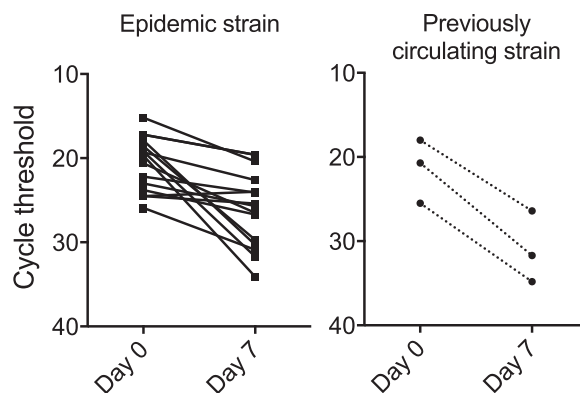 Epidemic strain
Cycle threshold
10
20
30
40
Day 0
Day 7
Previously
circulating strain
10
20
30
40
Day 0
Day 7